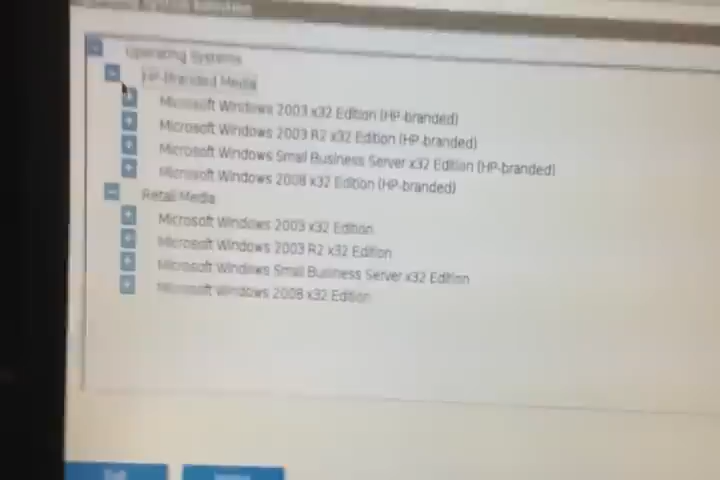 Operating Systems
HP-Branded Media
Microsoft Windows 2003 x32 Edition (HP-branded)
Microsoft Windows 2003 R2 x32 Edition (HP-branded)
Microsoft Windows Small Business Server x32 Edition (HP-branded)
Microsoft Windows 2008 x32 Edition (HP-branded)
Retail Media
Microsoft Windows 2003 x32 Edition
Microsoft Windows 2003 R2 x32 Edition
Microsoft Windows Small Business Server x32 Edition
Microsoft Windows 2008 x32 Edition